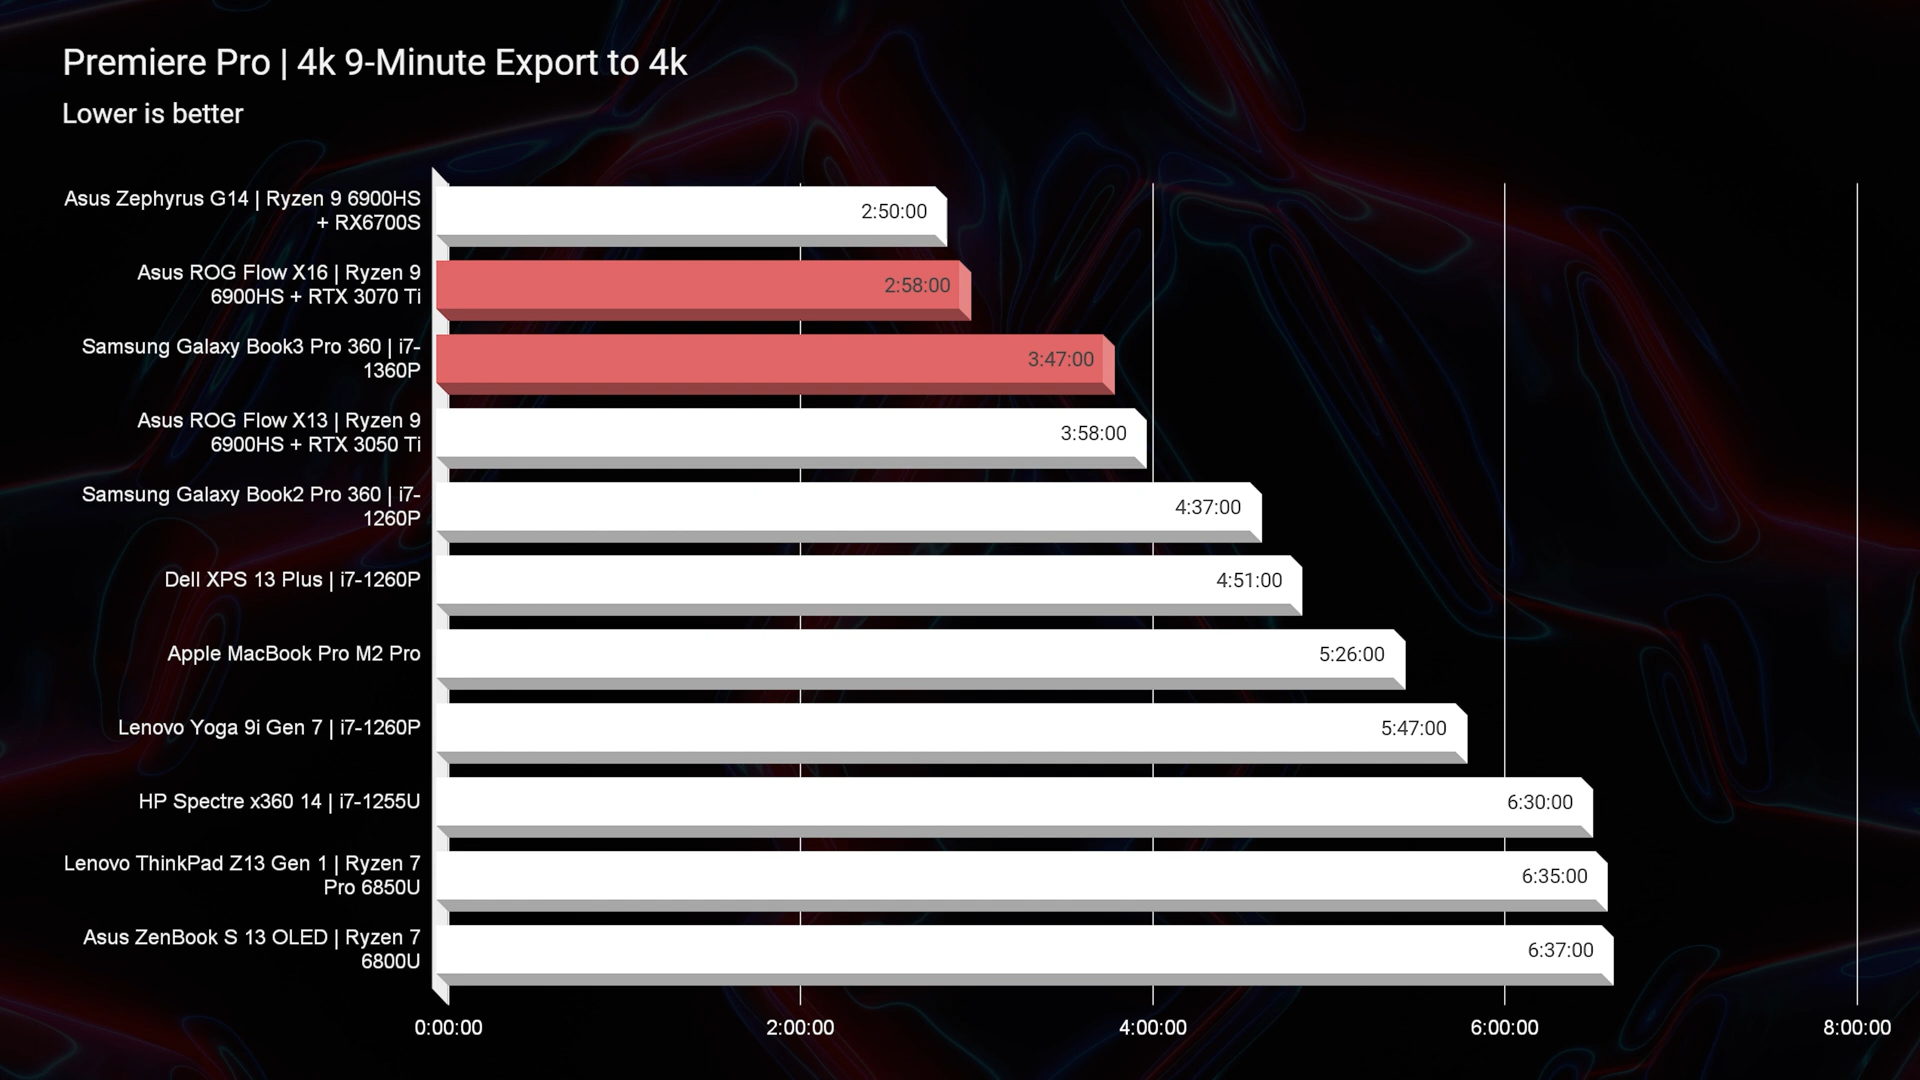 Premiere Pro | 4k 9-Minute Export to 4k
Lower is better
Asus Zephyrus G14 | Ryzen 9 6900HS
+ RX6700S
2:50:00
Asus ROG Flow X16 | Ryzen 9
6900HS + RTX 3070 Ti
2:58:00
Samsung Galaxy Book3 Pro 360 | i7-
1360P
3:47:00
Asus ROG Flow X13 | Ryzen 9
6900HS + RTX 3050 Ti
3:58:00
Samsung Galaxy Book2 Pro 360 | i7-
1260P
4:37:00
Dell XPS 13 Plus | i7-1260P
4:51:00
Apple MacBook Pro M2 Pro
5:26:00
Lenovo Yoga 9i Gen 7 | i7-1260P
5:47:00
HP Spectre x360 14 | i7-1255U
6:30:00
Lenovo ThinkPad Z13 Gen 1 | Ryzen 7
Pro 6850U
6:35:00
Asus ZenBook S 13 OLED | Ryzen 7
6800U
6:37:00
0:00:00
2:00:00
4:00:00
6:00:00
8:00:00